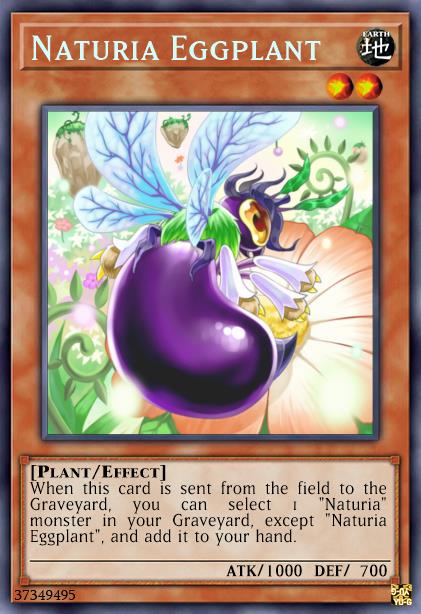 NATURIA EGGPLANT
EARTH
地
[PLANT/EFFECT]
When this card is sent from the field to the
Graveyard, you can select 1 "Naturia"
monster in your Graveyard, except "Naturia
Eggplant", and add it to your hand.
ATK/1000 DEF/ 700
37349495